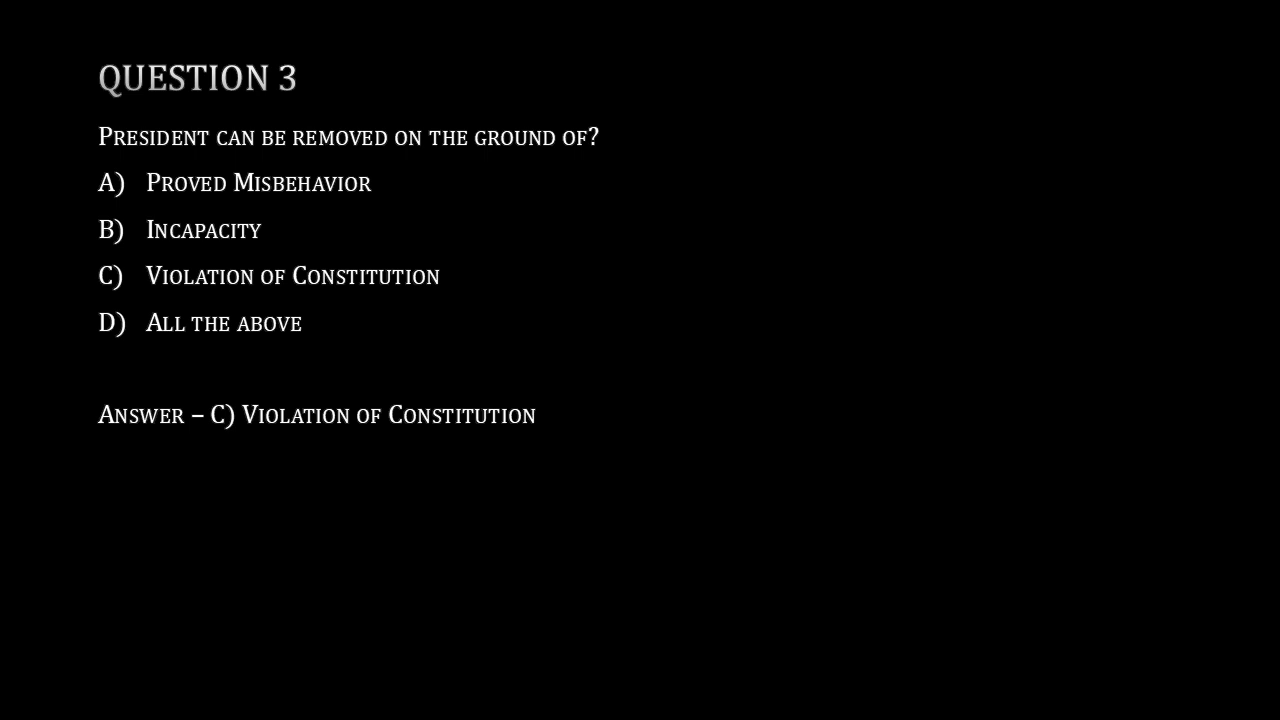 QUESTION 3
President can be removed on the ground of?
A) Proved Misbehavior
B) Incapacity
C) Violation of Constitution
D) All the above
Answer – C) Violation of Constitution